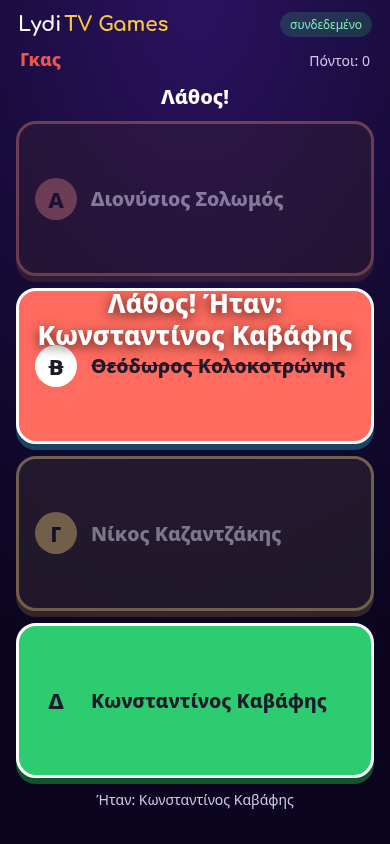 Lydi TV Games
συνδεδεμένο
Γκας
Πόντοι: 0
Λάθος!
Α Διονύσιος Σολωμός
Λάθος! Ήταν:
Κωνσταντίνος Καβάφης
Β Θεόδωρος Κολοκοτρώνης
Γ Νίκος Καζαντζάκης
Δ Κωνσταντίνος Καβάφης
Ήταν: Κωνσταντίνος Καβάφης